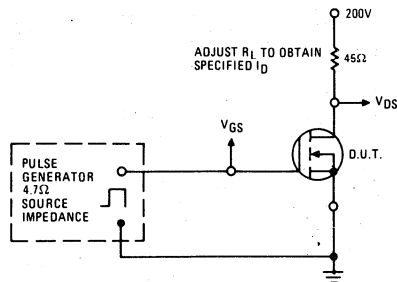 200V
ADJUST RL TO OBTAIN
SPECIFIED ID
45Ω
VDS
VGS
D.U.T.
PULSE
GENERATOR
4.7Ω
SOURCE
IMPEDANCE